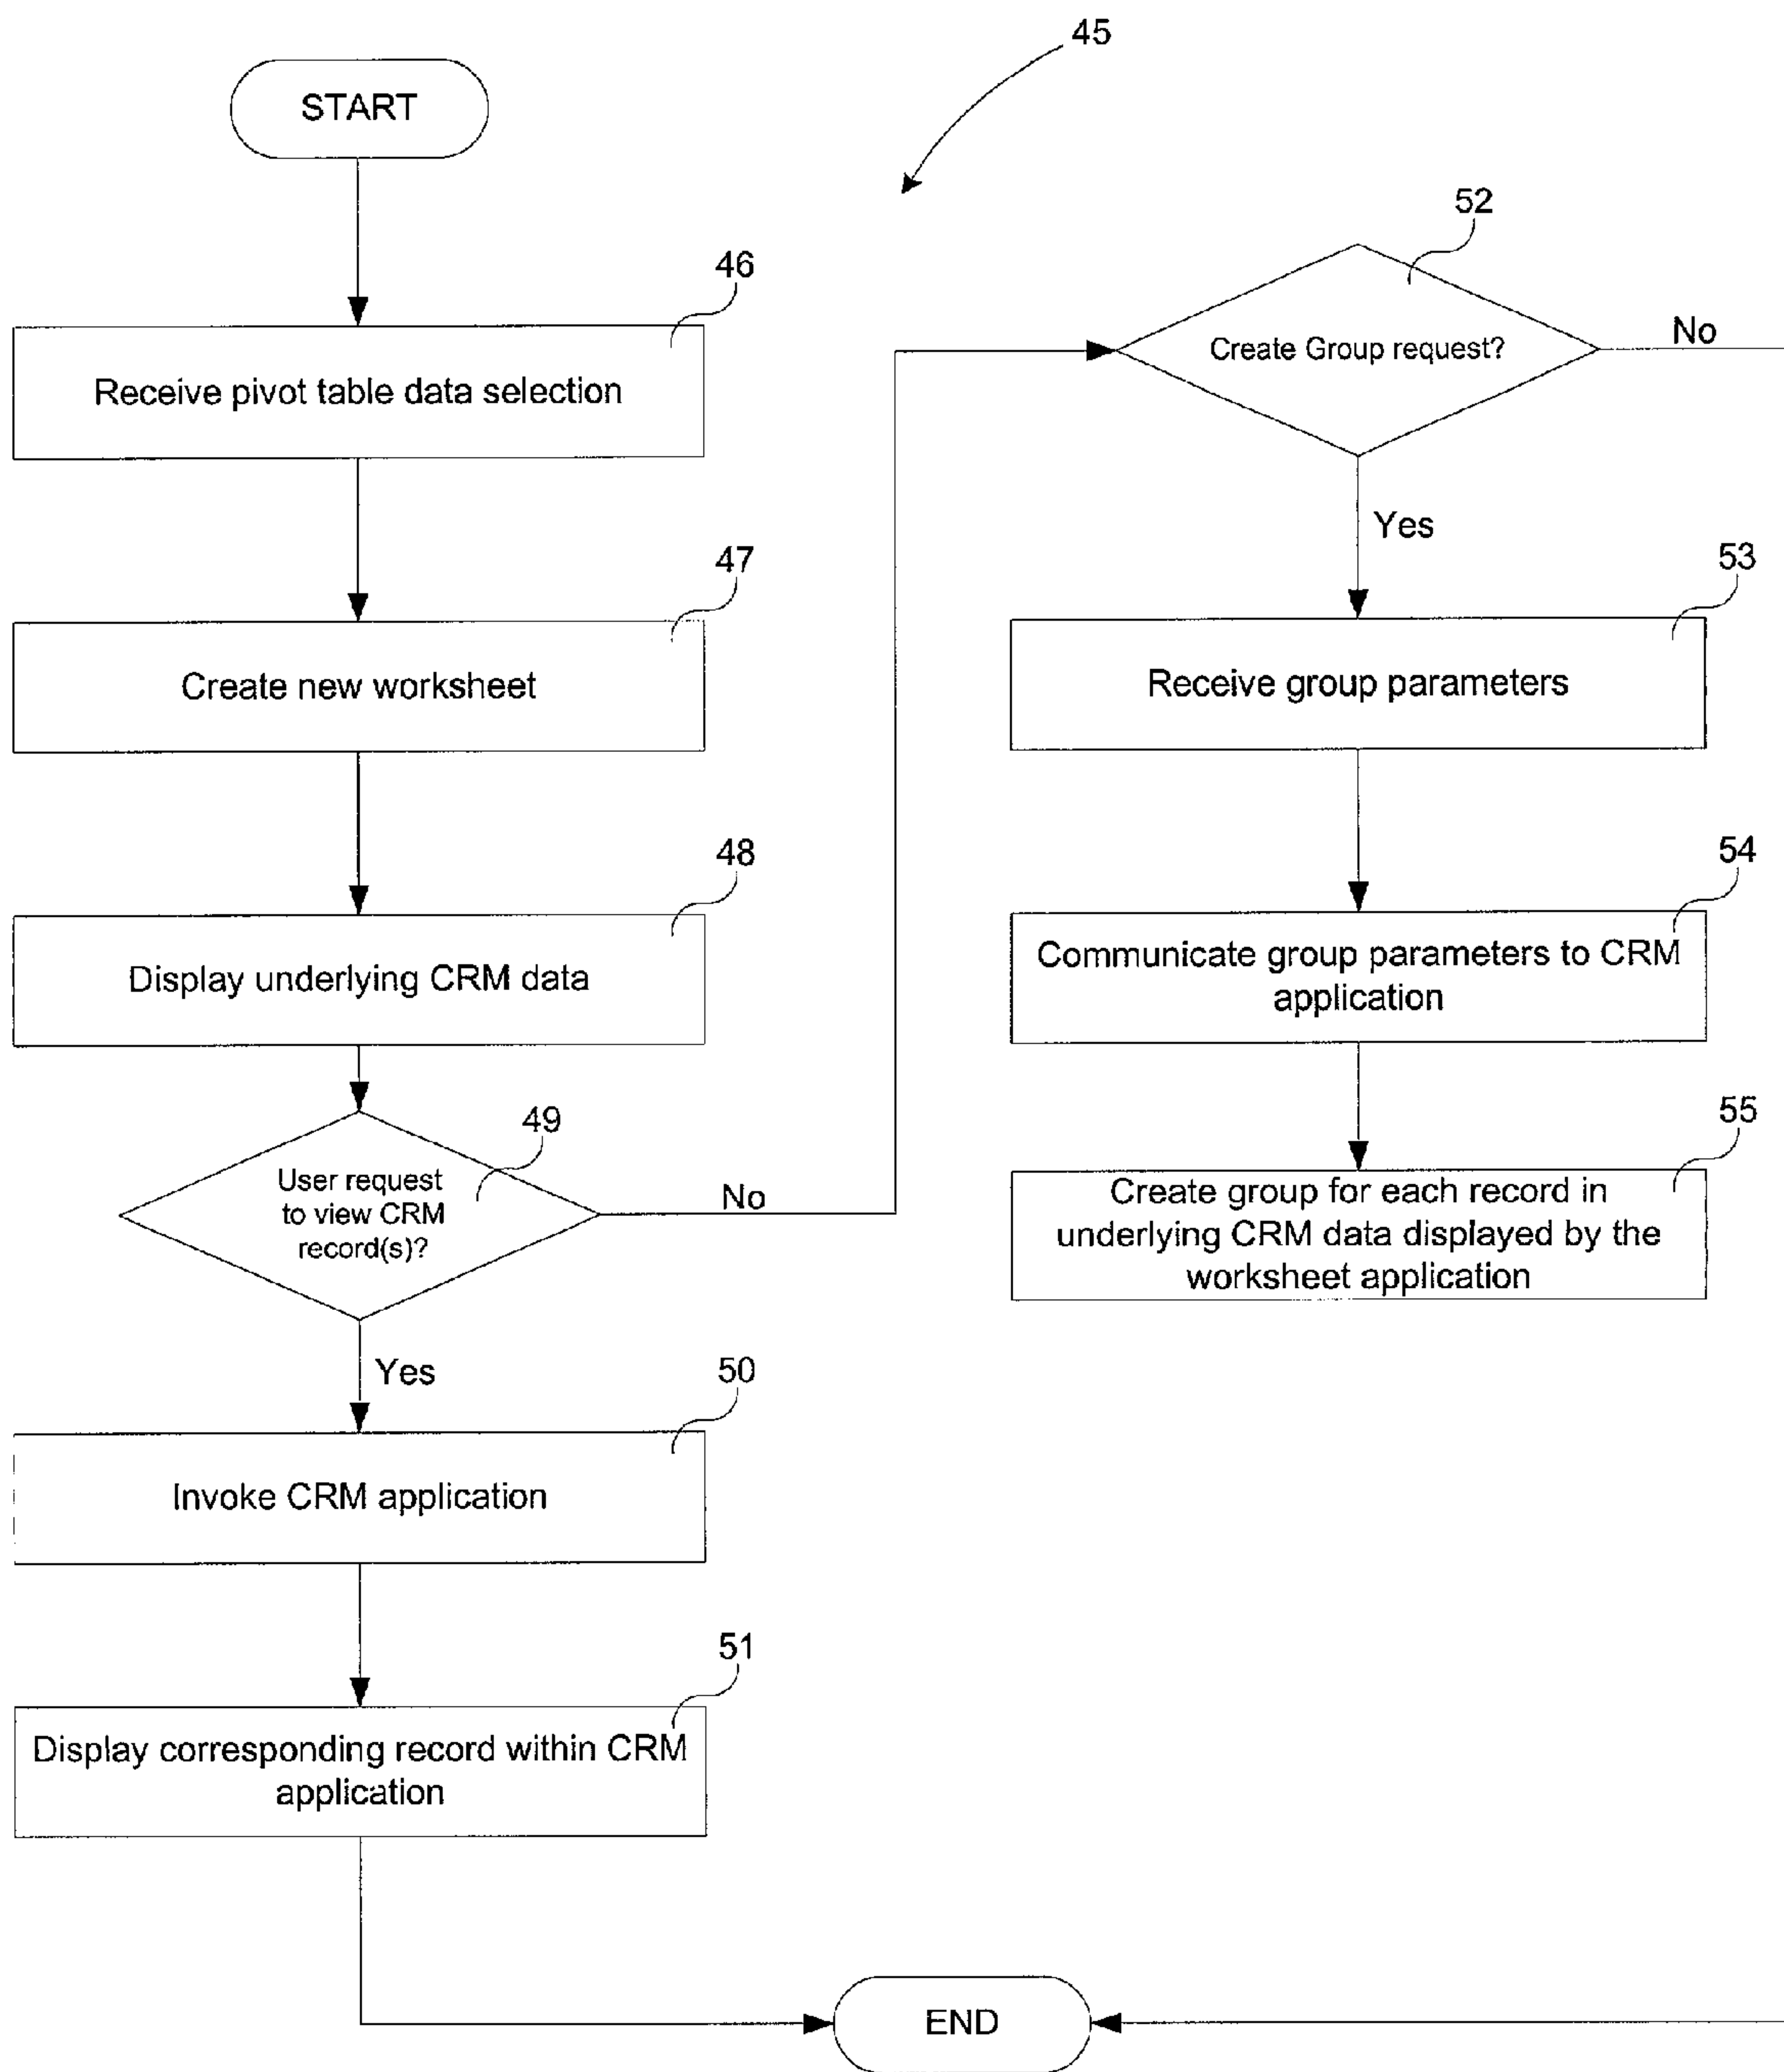 45
START
46
Receive pivot table data selection
47
Create new worksheet
48
Display underlying CRM data
49
User request
to view CRM
record(s)?
No
Yes
50
Invoke CRM application
51
Display corresponding record within CRM
application
52
Create Group request?
No
Yes
53
Receive group parameters
54
Communicate group parameters to CRM
application
55
Create group for each record in
underlying CRM data displayed by the
worksheet application
END